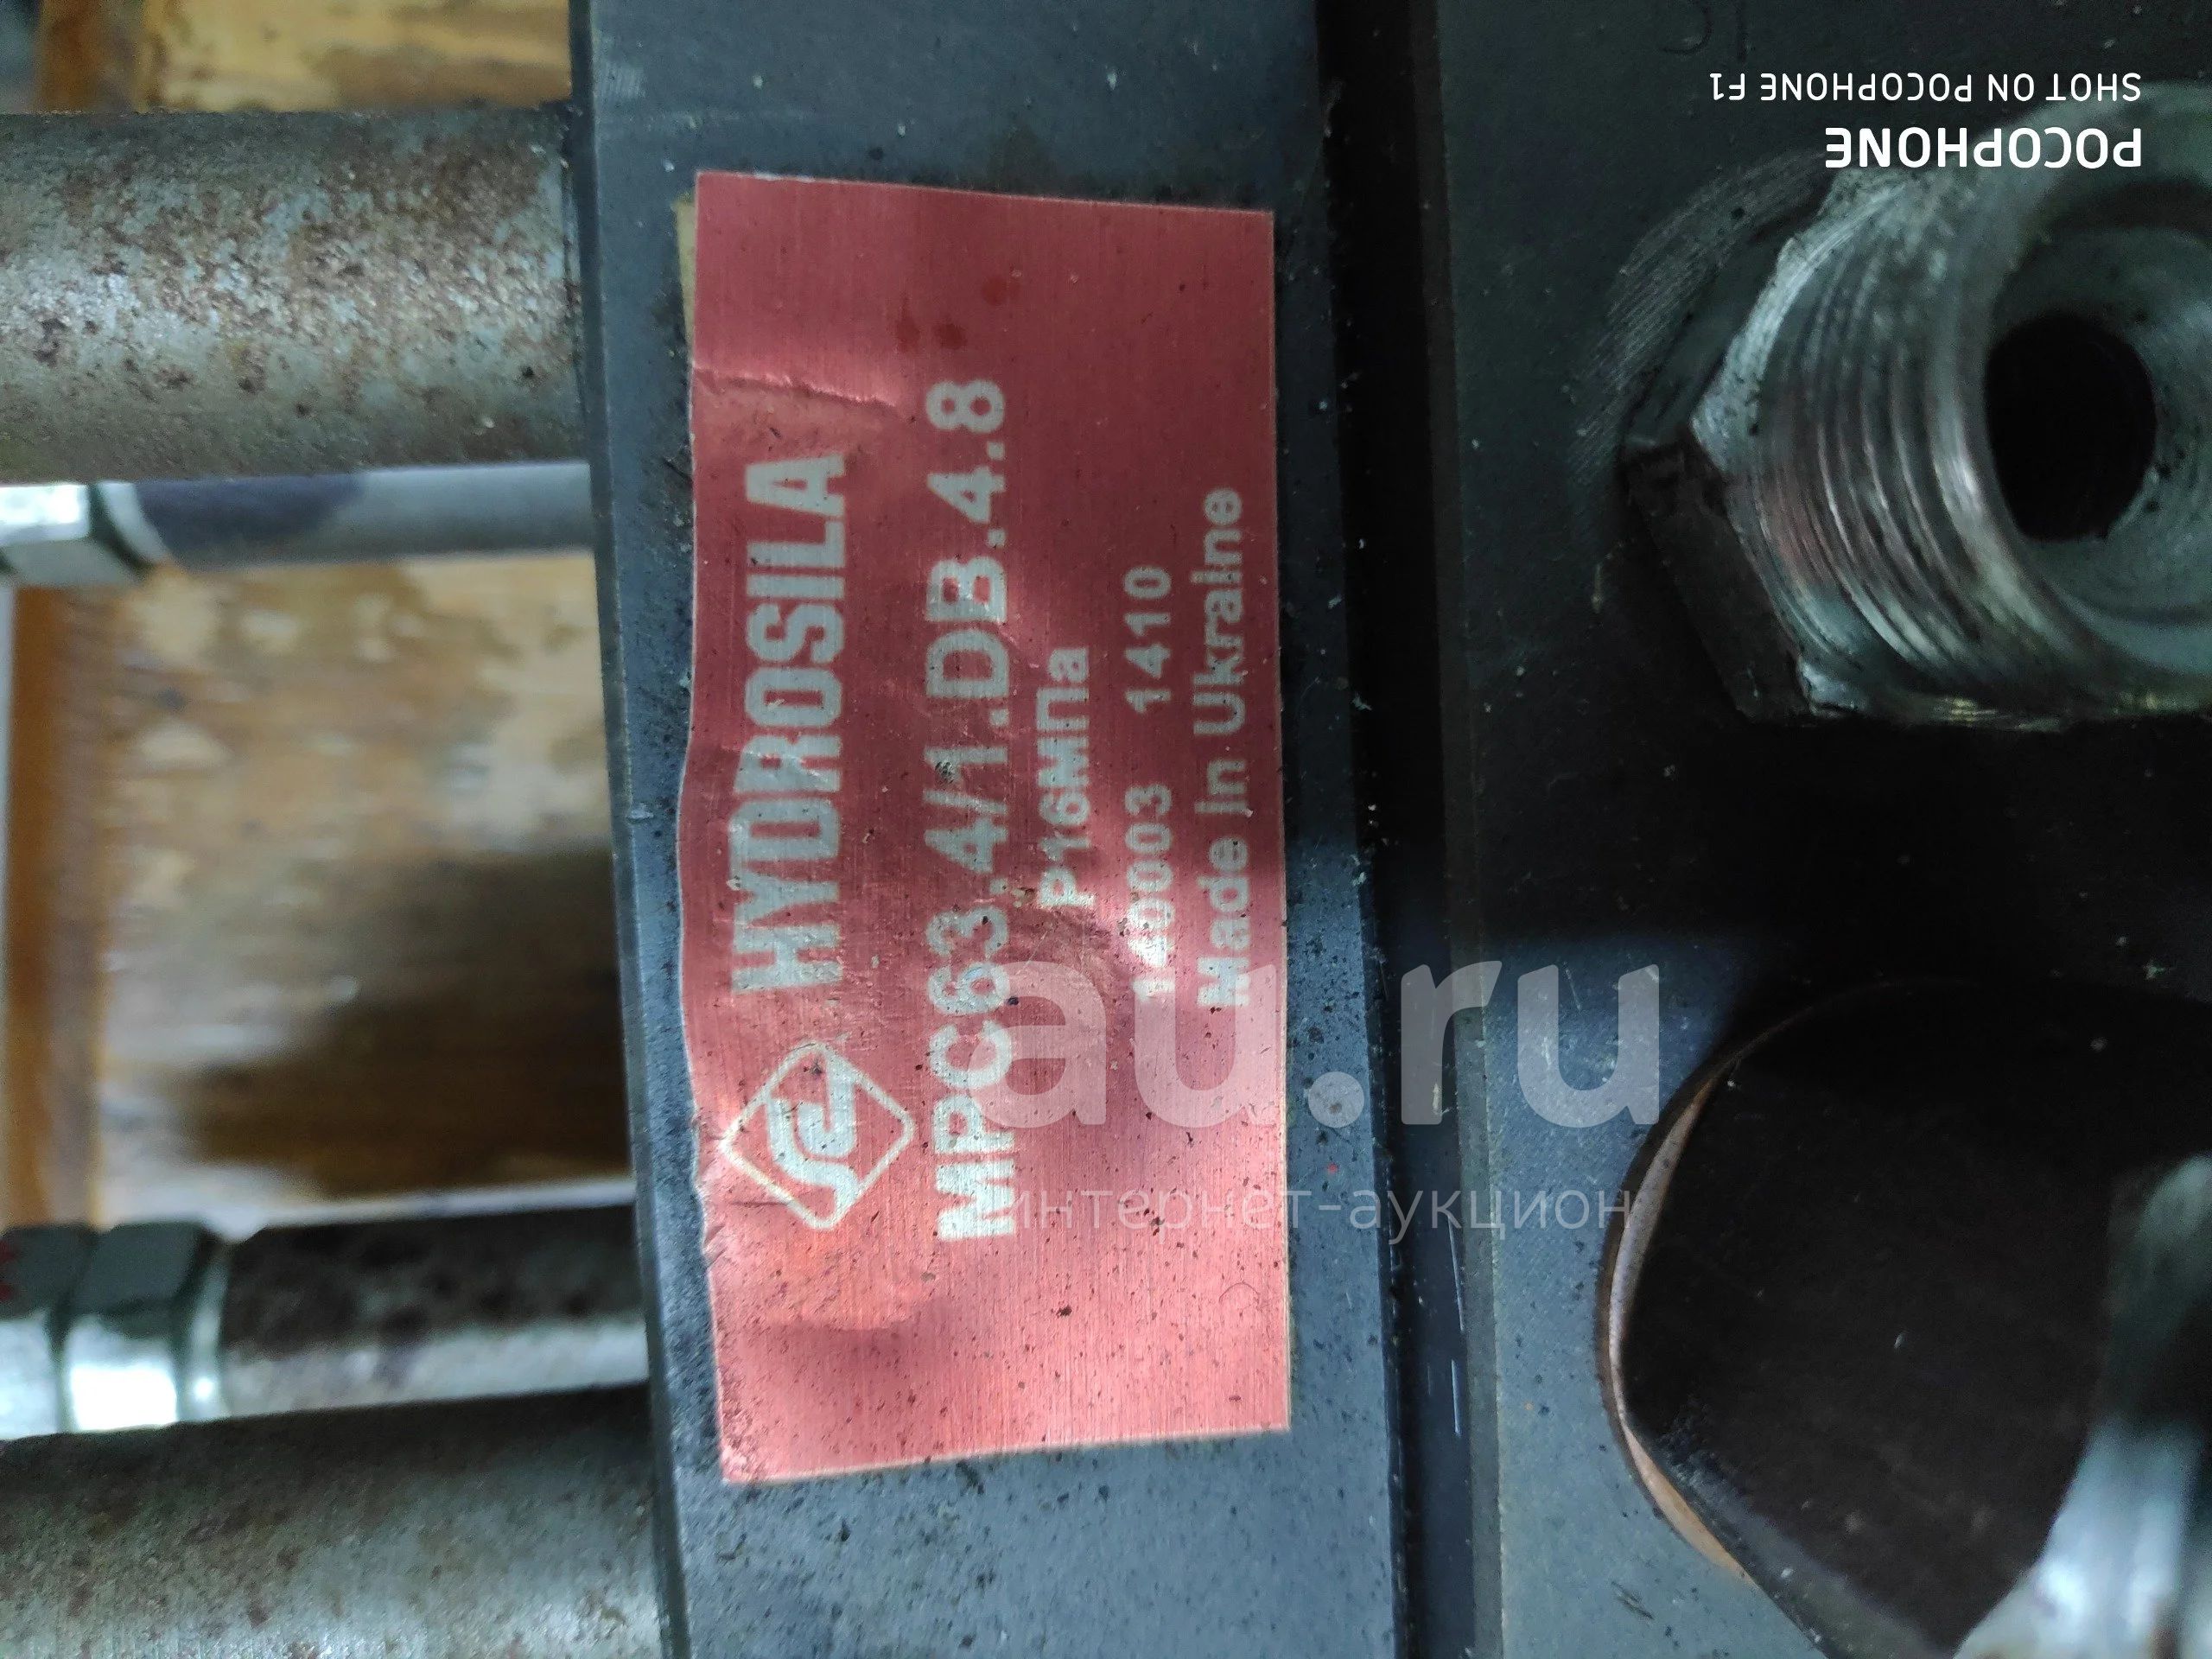 HYDROSILA
MPC63.4/1.DB.4.8
P16МПа
140003 1410
Made in Ukraine
au.ru
интернет-аукцион
POCOPHONE
SHOT ON POCOPHONE F1